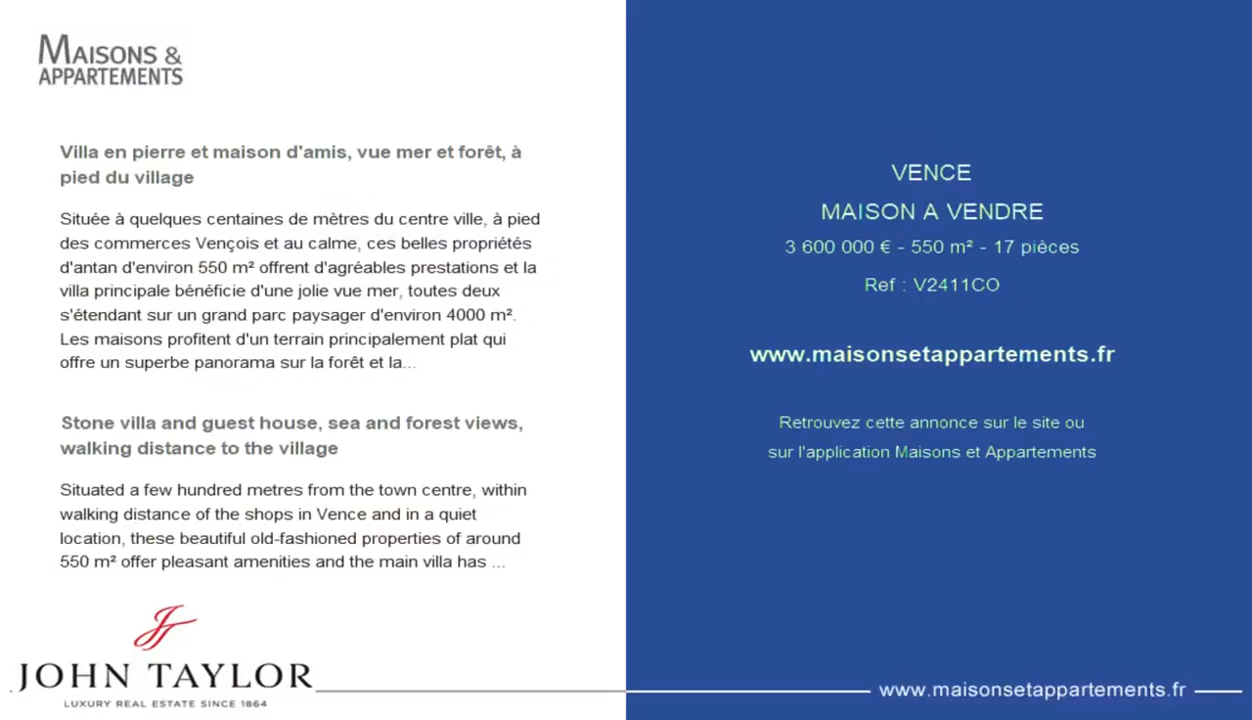 MAISONS &
APPARTEMENTS
Villa en pierre et maison d'amis, vue mer et forêt, à
pied du village
Située à quelques centaines de mètres du centre ville, à pied
des commerces Vençois et au calme, ces belles propriétés
d'antan d'environ 550 m² offrent d'agréables prestations et la
villa principale bénéficie d'une jolie vue mer, toutes deux
s'étendant sur un grand parc paysager d'environ 4000 m².
Les maisons profitent d'un terrain principalement plat qui
offre un superbe panorama sur la forêt et la...
Stone villa and guest house, sea and forest views,
walking distance to the village
Situated a few hundred metres from the town centre, within
walking distance of the shops in Vence and in a quiet
location, these beautiful old-fashioned properties of around
550 m² offer pleasant amenities and the main villa has ...
JOHN TAYLOR
LUXURY REAL ESTATE SINCE 1864
VENCE
MAISON A VENDRE
3 600 000 € - 550 m² - 17 pièces
Ref : V2411CO
www.maisonsetappartements.fr
Retrouvez cette annonce sur le site ou
sur l'application Maisons et Appartements
www.maisonsetappartements.fr